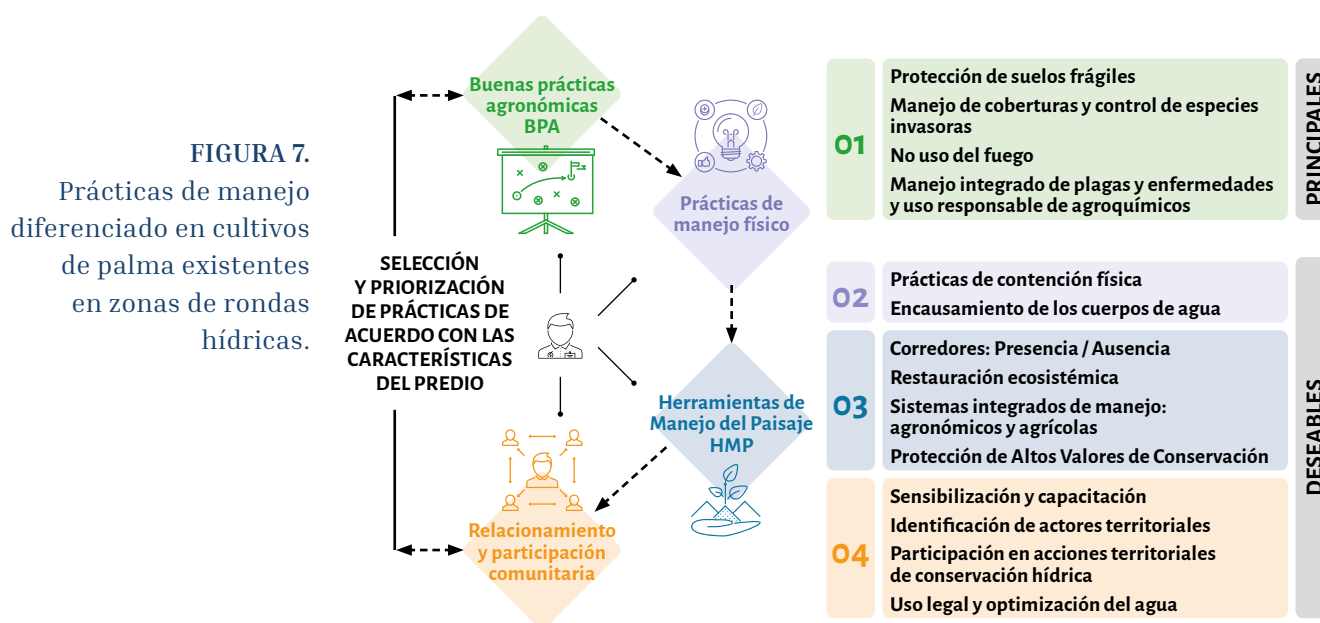 FIGURA 7.
Prácticas de manejo
diferenciado en cultivos
de palma existentes
en zonas de rondas
hídricas.
SELECCIÓN
Y PRIORIZACIÓN
DE PRÁCTICAS DE
ACUERDO CON LAS
CARACTERÍSTICAS
DEL PREDIO
Buenas prácticas
agronómicas
BPA
Prácticas de
manejo físico
Herramientas de
Manejo del Paisaje
HMP
Relacionamiento
y participación
comunitaria
01
Protección de suelos frágiles
Manejo de coberturas y control de especies
invasoras
No uso del fuego
Manejo integrado de plagas y enfermedades
y uso responsable de agroquímicos
PRINCIPALES
02
Prácticas de contención física
Encausamiento de los cuerpos de agua
03
Corredores: Presencia / Ausencia
Restauración ecosistémica
Sistemas integrados de manejo:
agronómicos y agrícolas
Protección de Altos Valores de Conservación
04
Sensibilización y capacitación
Identificación de actores territoriales
Participación en acciones territoriales
de conservación hídrica
Uso legal y optimización del agua
DESEABLES